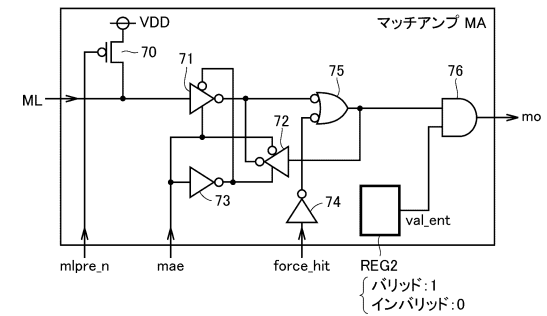 マッチアンプ MA
VDD
70
71
75
76
ML
mo
72
73
74
val_ent
mlpre_n
mae
force_hit
REG2
バリッド：1
インバリッド：0